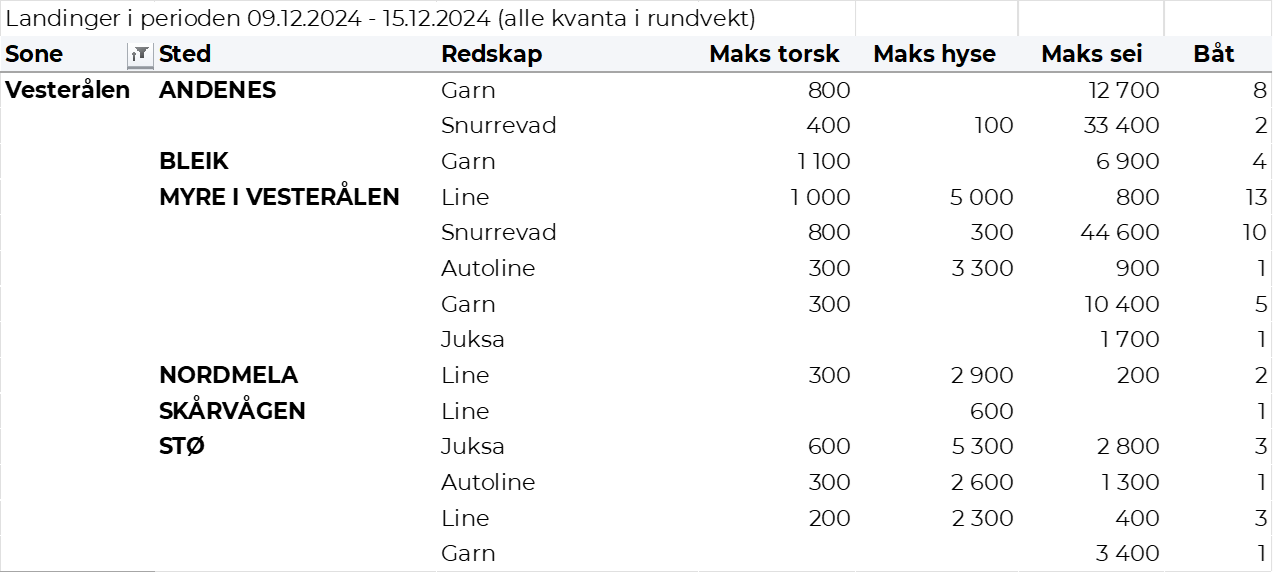 Landinger i perioden 09.12.2024 - 15.12.2024 (alle kvanta i rundvekt)
Sone Sted Redskap Maks torsk Maks hyse Maks sei Båt
Vesterålen ANDENES Garn 800 12 700 8
Snurrevad 400 100 33 400 2
BLEIK Garn 1 100 6 900 4
MYRE I VESTERÅLEN Line 1 000 5 000 800 13
Snurrevad 800 300 44 600 10
Autoline 300 3 300 900 1
Garn 300 10 400 5
Juksa 1 700 1
NORDMELA Line 300 2 900 200 2
SKÅRVÅGEN Line 600 1
STØ Juksa 600 5 300 2 800 3
Autoline 300 2 600 1 300 1
Line 200 2 300 400 3
Garn 3 400 1